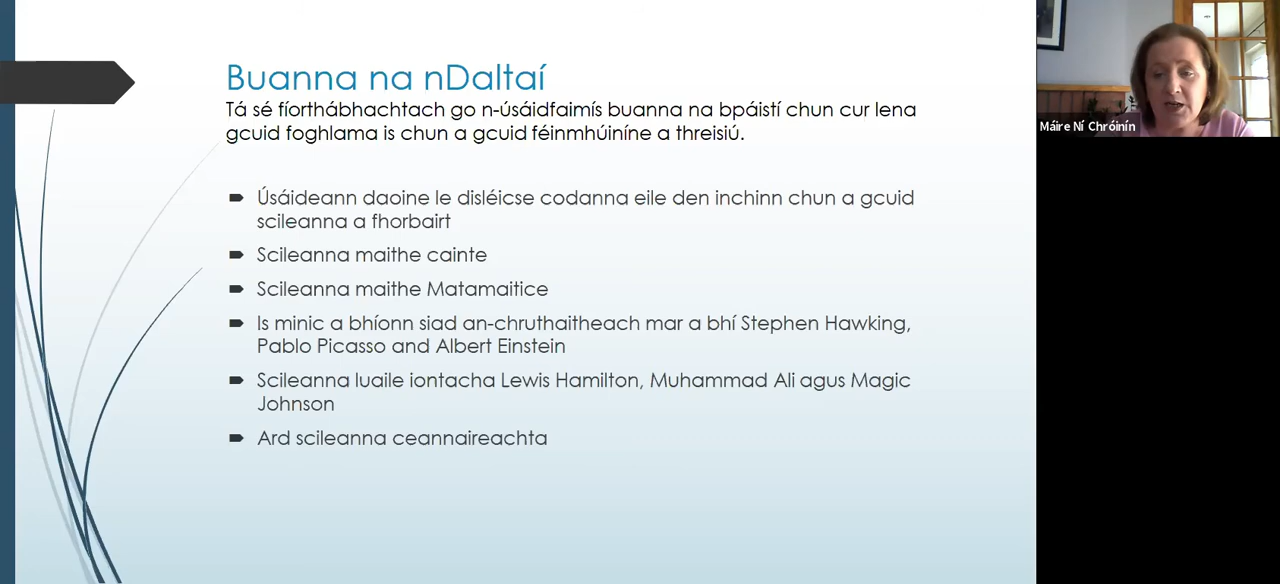 Buanna na nDaltaí
Tá sé fíorthábhachtach go n-úsáidfaimís buanna na bpáistí chun cur lena
gcuid foghlama is chun a gcuid féinmhúiníne a threisiú.
Úsáideann daoine le disléicse codanna eile den inchinn chun a gcuid
scileanna a fhorbairt
Scileanna maithe cainte
Scileanna maithe Matamaitice
Is minic a bhíonn siad an-chruthaitheach mar a bhí Stephen Hawking,
Pablo Picasso and Albert Einstein
Scileanna luaile iontacha Lewis Hamilton, Muhammad Ali agus Magic
Johnson
Ard scileanna ceannaireachta
Máire Ní Chróinín